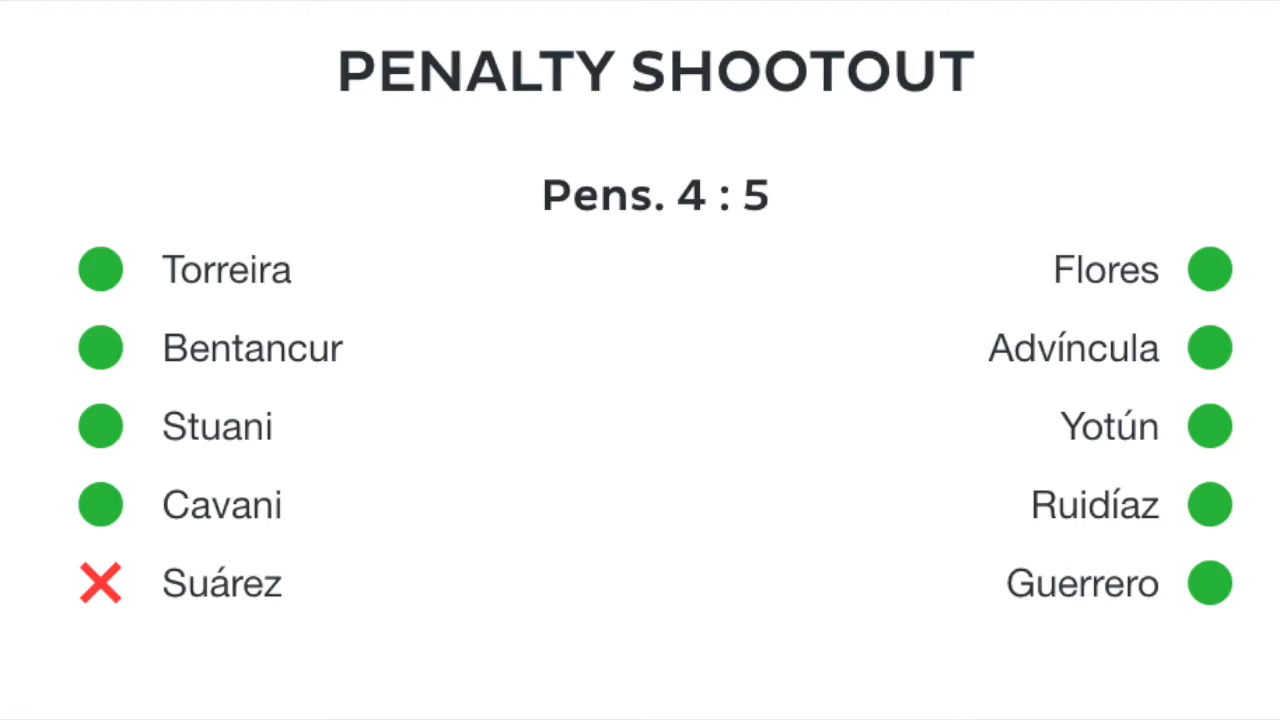 PENALTY SHOOTOUT
Pens. 4 : 5
Torreira Flores
Bentancur Advíncula
Stuani Yotún
Cavani Ruidíaz
Suárez Guerrero